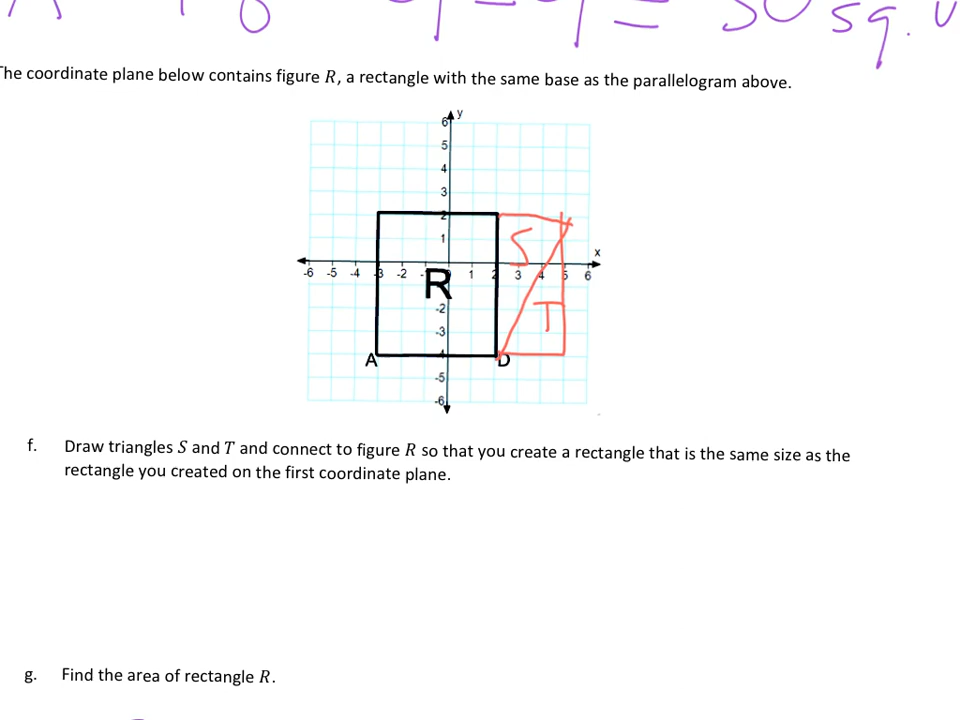 sq. u
The coordinate plane below contains figure R, a rectangle with the same base as the parallelogram above.
y
6
5
4
3
2
1
S
x
-6 -5 -4 -3 -2 1 2 3 4 5 6
R
-2
T
-3
A D
-5
-6
f. Draw triangles S and T and connect to figure R so that you create a rectangle that is the same size as the
rectangle you created on the first coordinate plane.
g. Find the area of rectangle R.